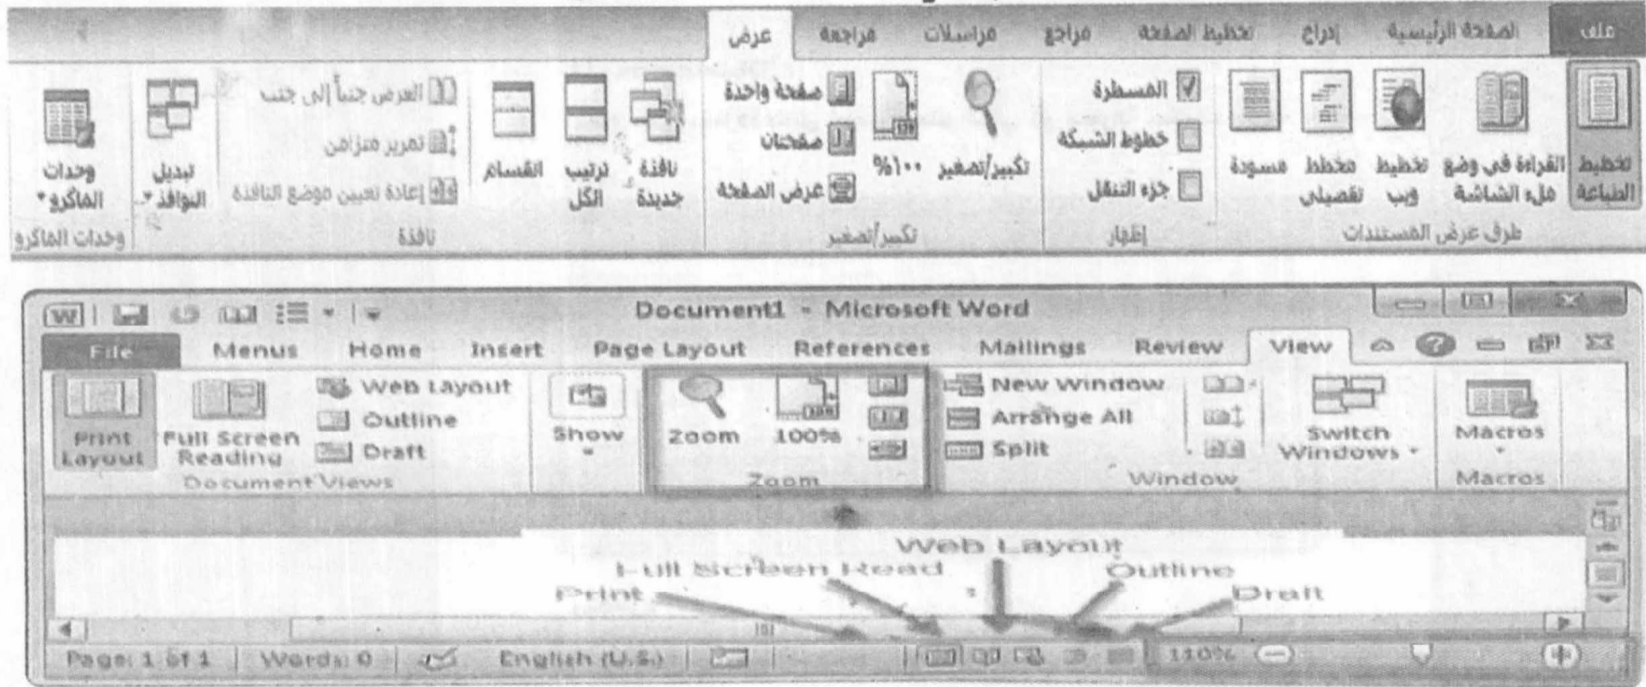 ملف الصفحة الرئيسية إدراج تخطيط الصفحة مراجع مراسلات مراجعة عرض
تخطيط الطباعة
القراءة في وضع ملء الشاشة
تخطيط ويب
مخطط تفصيلي
مسودة
طرق عرض المستندات
المسطرة
خطوط الشبكة
جزء التنقل
إظهار
تكبير/تصغير
١٠٠%
صفحة واحدة
صفحتان
عرض الصفحة
تكبير/تصغير
نافذة جديدة
ترتيب الكل
انقسام
العرض جنباً إلى جنب
تمرير متزامن
إعادة تعيين موضع النافذة
تبديل النوافذ
نافذة
وحدات الماكرو
وحدات الماكرو
Document1 - Microsoft Word
File Menus Home Insert Page Layout References Mailings Review View
Print Layout
Full Screen Reading
Web Layout
Outline
Draft
Document Views
Show
Zoom
100%
Zoom
New Window
Arrange All
Split
Switch Windows
Window
Macros
Macros
Web Layout
Full Screen Read
Outline
Print
Draft
Page: 1 of 1 Words: 0 English (U.S.) 110%